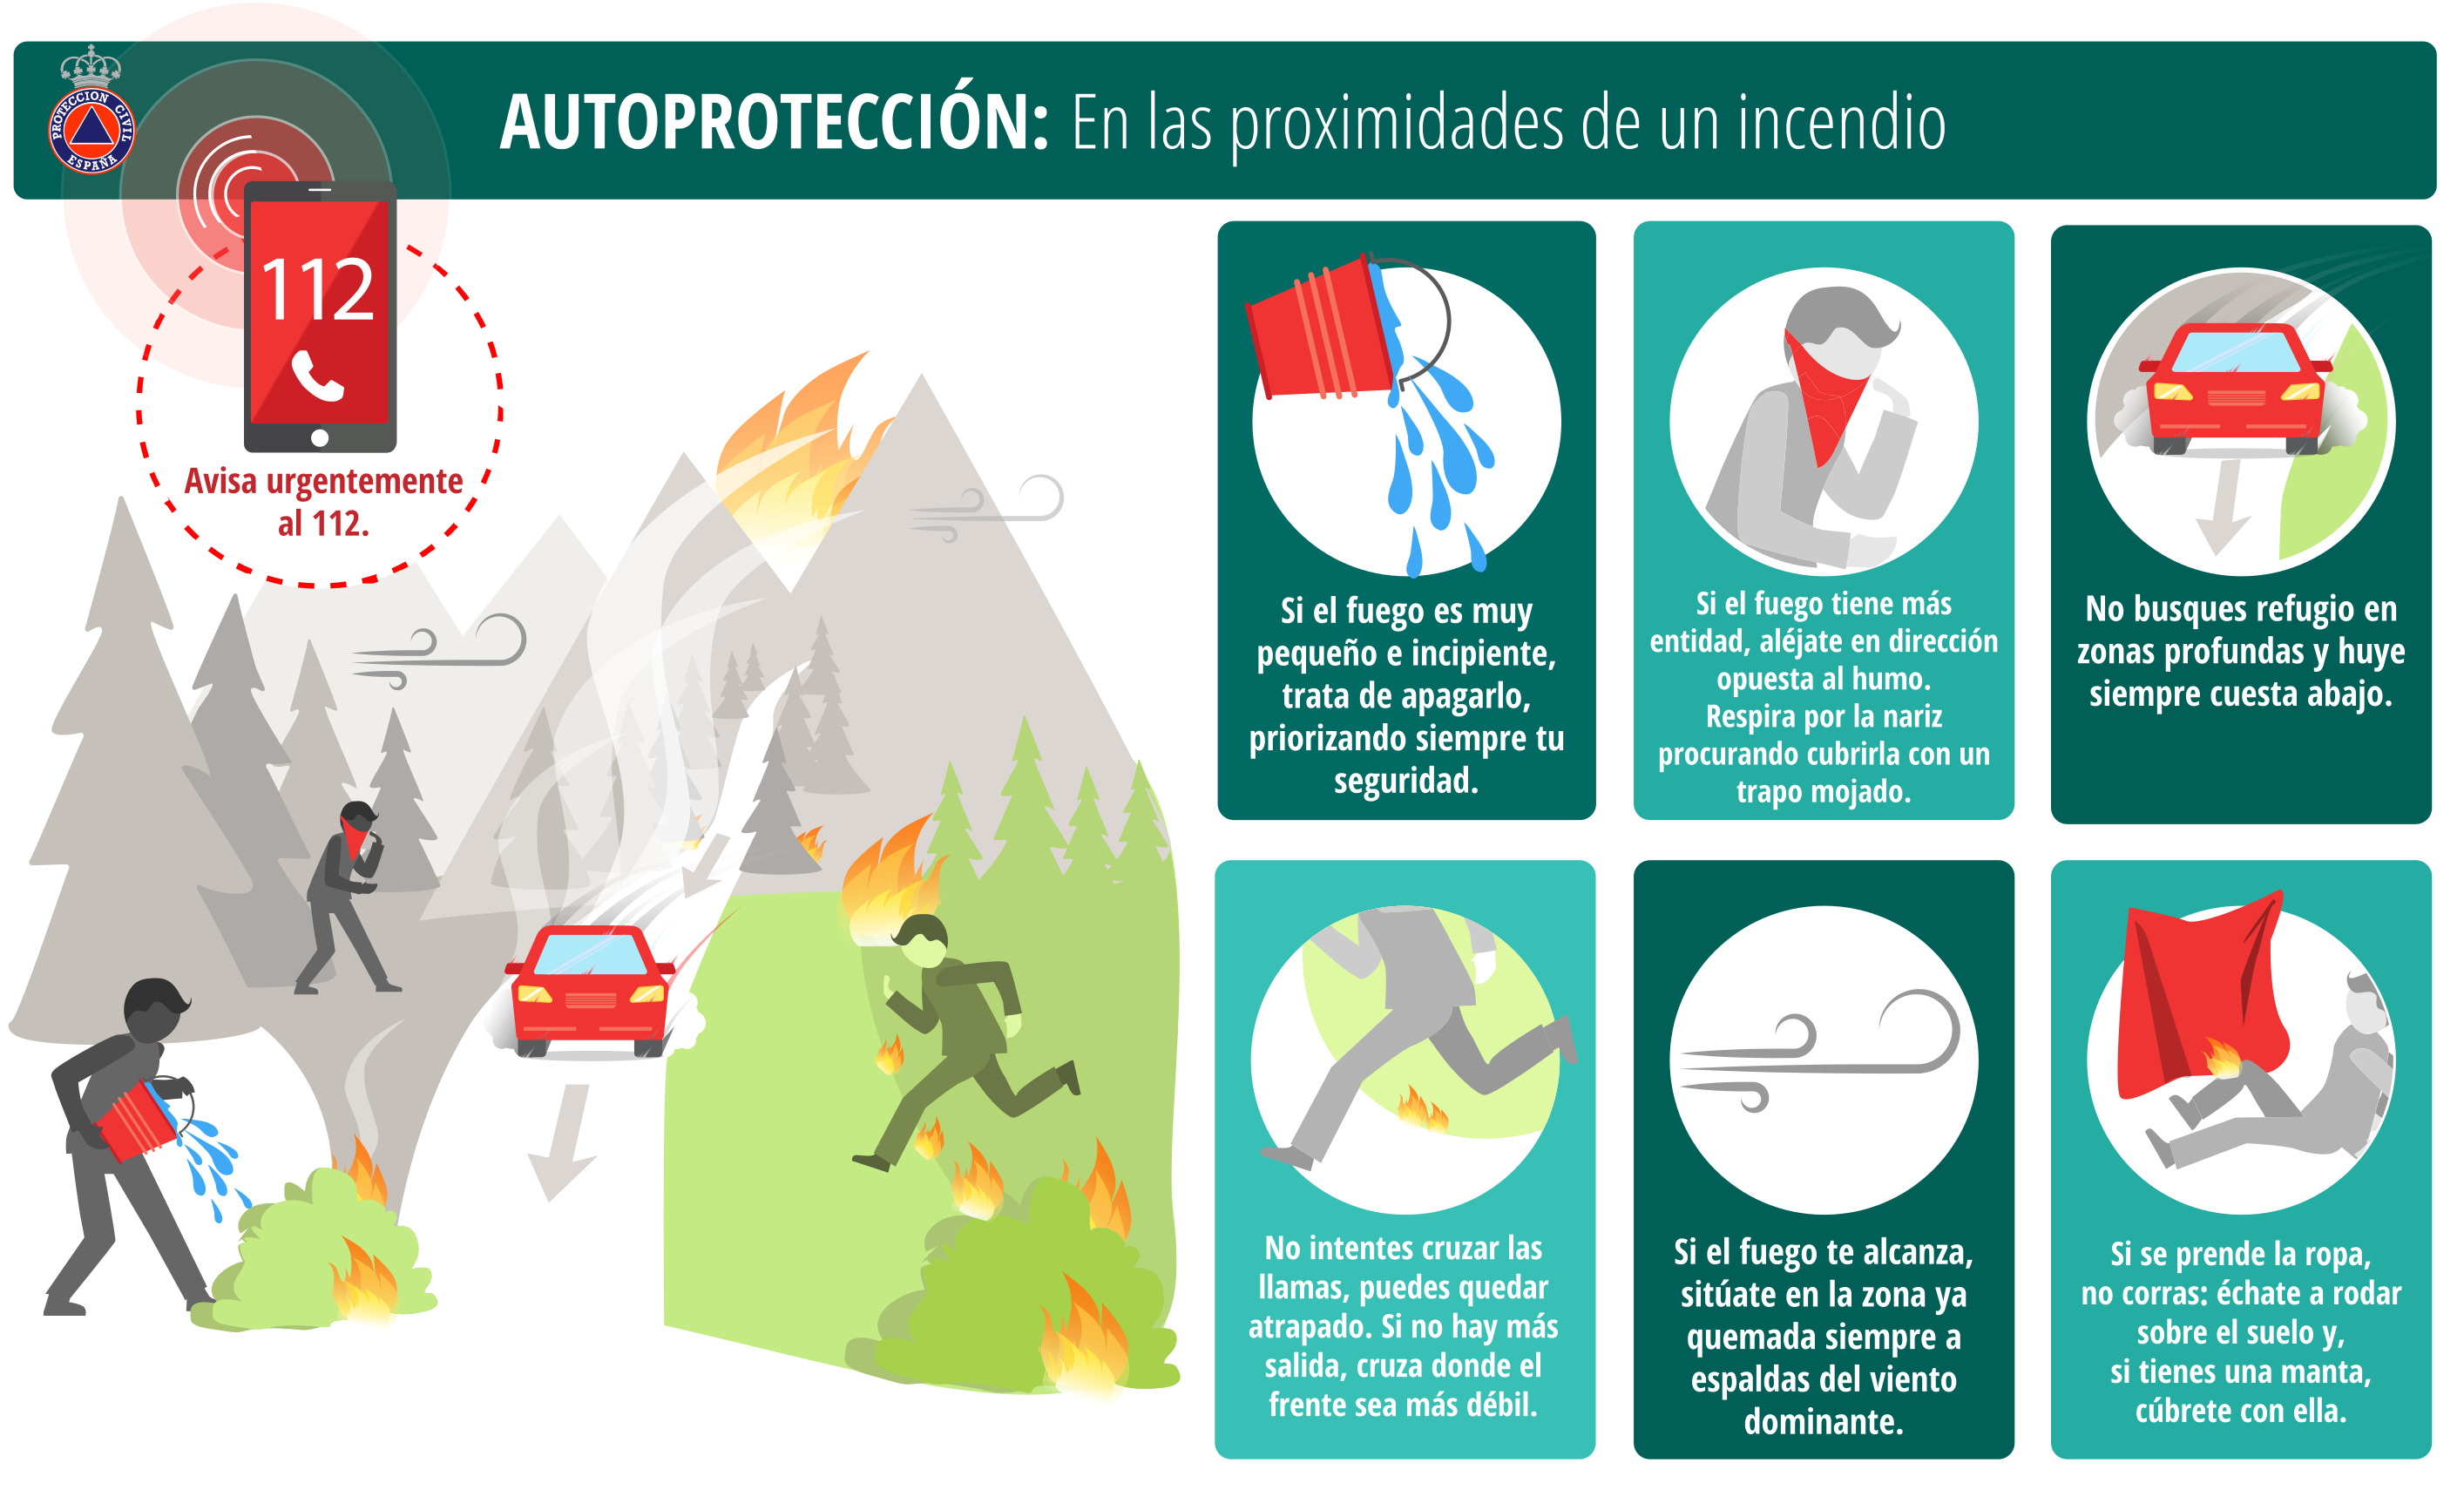 PROTECCION CIVIL
ESPAÑA
AUTOPROTECCIÓN: En las proximidades de un incendio
112
Avisa urgentemente
al 112.
Si el fuego es muy
pequeño e incipiente,
trata de apagarlo,
priorizando siempre tu
seguridad.
Si el fuego tiene más
entidad, aléjate en dirección
opuesta al humo.
Respira por la nariz
procurando cubrirla con un
trapo mojado.
No busques refugio en
zonas profundas y huye
siempre cuesta abajo.
No intentes cruzar las
llamas, puedes quedar
atrapado. Si no hay más
salida, cruza donde el
frente sea más débil.
Si el fuego te alcanza,
sitúate en la zona ya
quemada siempre a
espaldas del viento
dominante.
Si se prende la ropa,
no corras: échate a rodar
sobre el suelo y,
si tienes una manta,
cúbrete con ella.